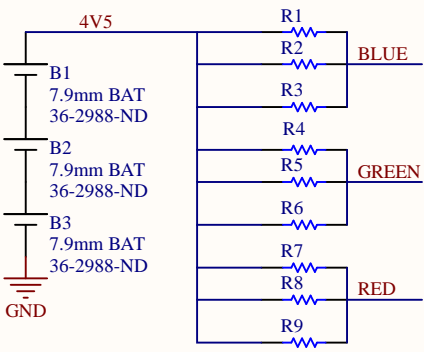 4V5
B1
7.9mm BAT
36-2988-ND
B2
7.9mm BAT
36-2988-ND
B3
7.9mm BAT
36-2988-ND
GND
R1
R2
R3
BLUE
R4
R5
R6
GREEN
R7
R8
R9
RED